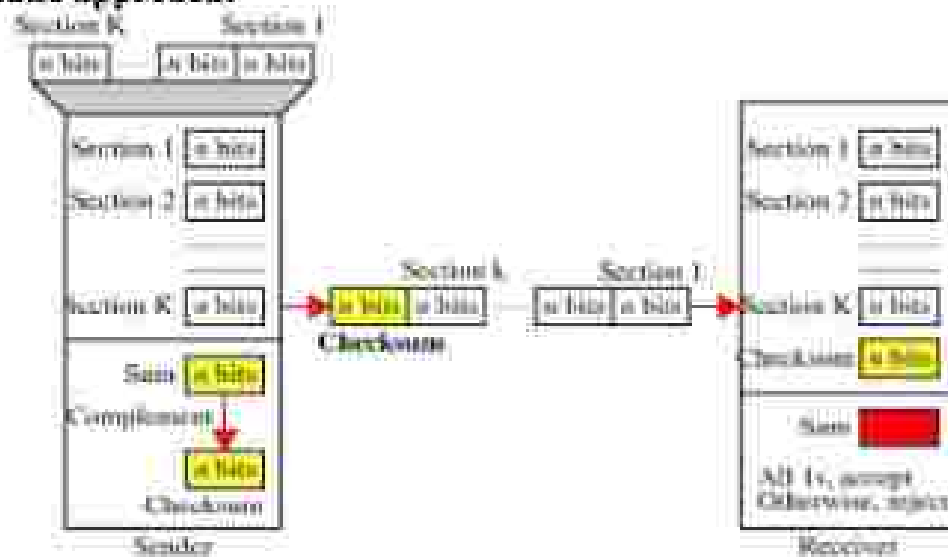 Section K Section 1
n bits n bits n bits
Section 1 n bits
Section 2 n bits
Section K n bits
Sum n bits
Complement
n bits
Checksum
Sender
Section k Section 1
n bits n bits n bits n bits
Checksum
Section 1 n bits
Section 2 n bits
Section K n bits
Checksum n bits
Sum
All 1s, accept
Otherwise, reject
Receiver